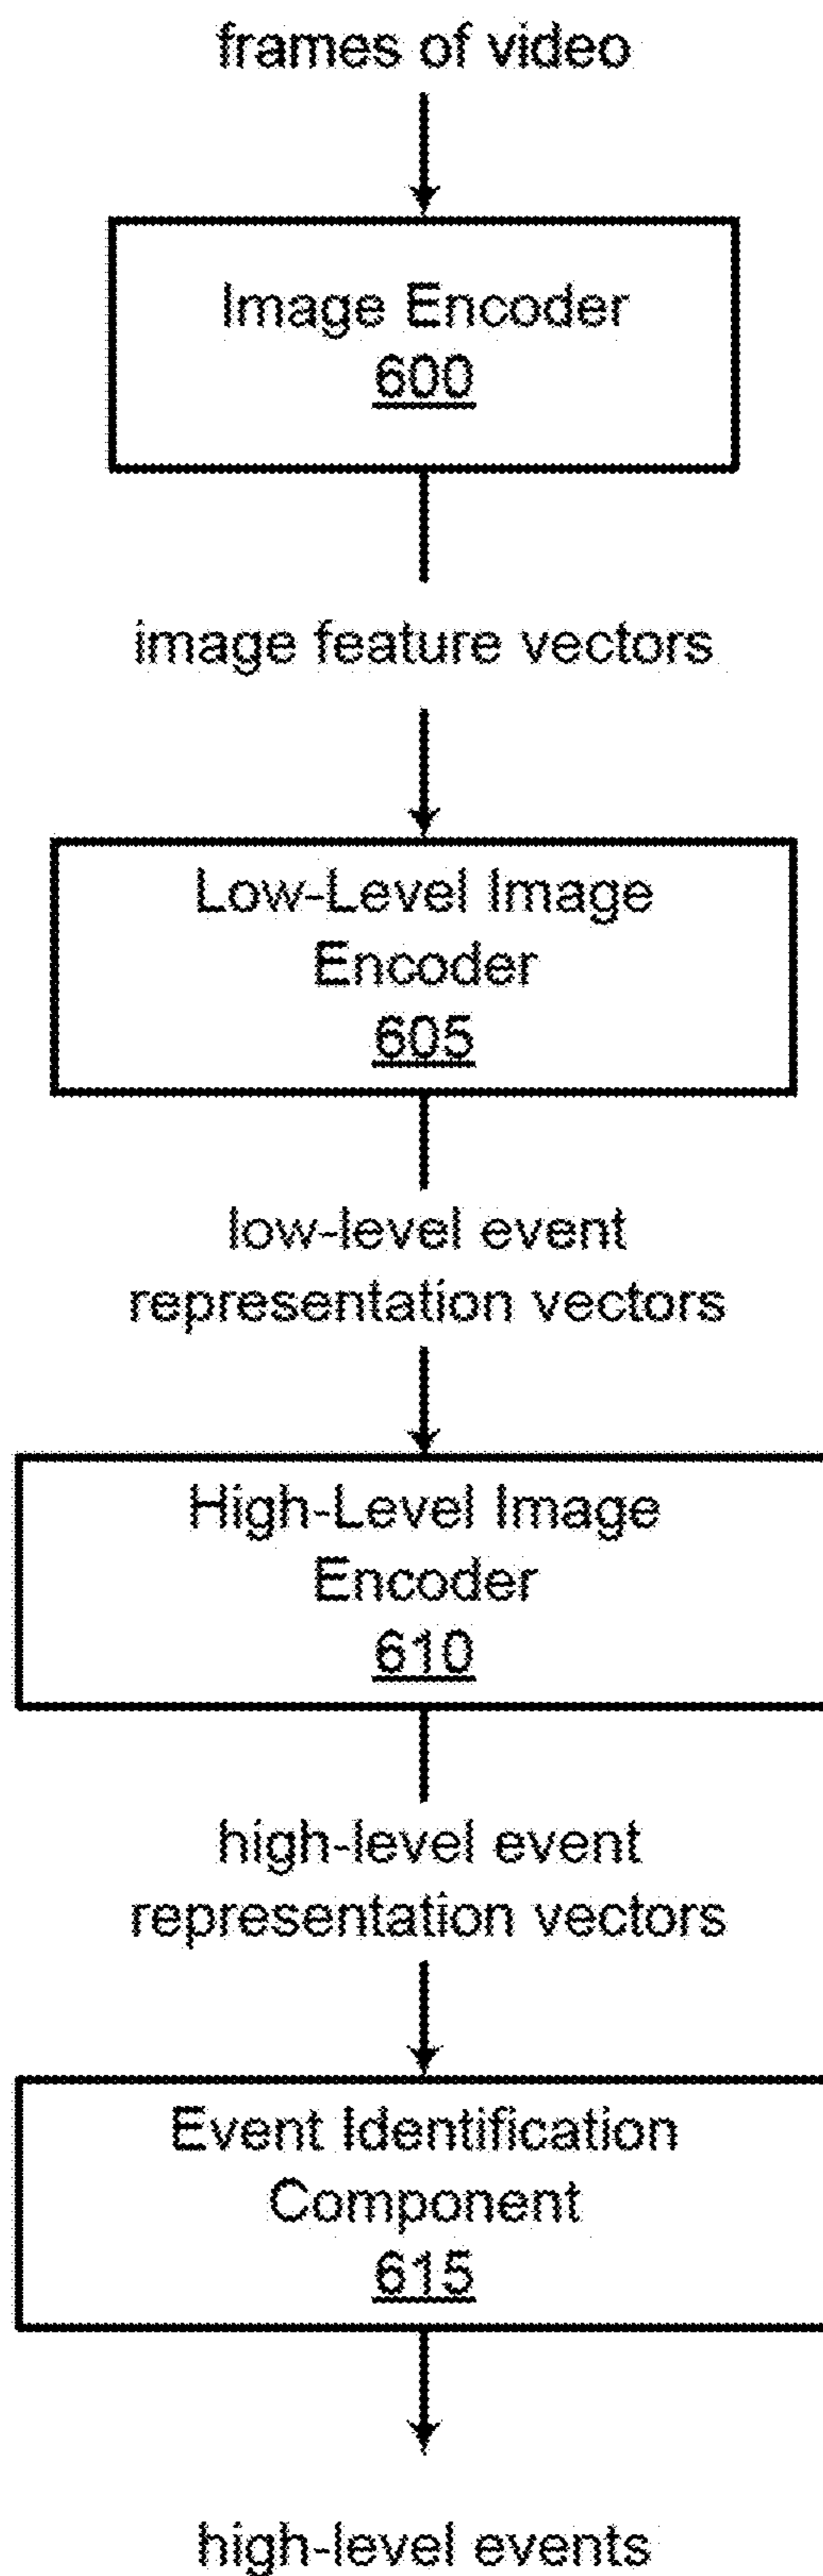 frames of video
Image Encoder
600
image feature vectors
Low-Level Image
Encoder
605
low-level event
representation vectors
High-Level Image
Encoder
610
high-level event
representation vectors
Event Identification
Component
615
high-level events